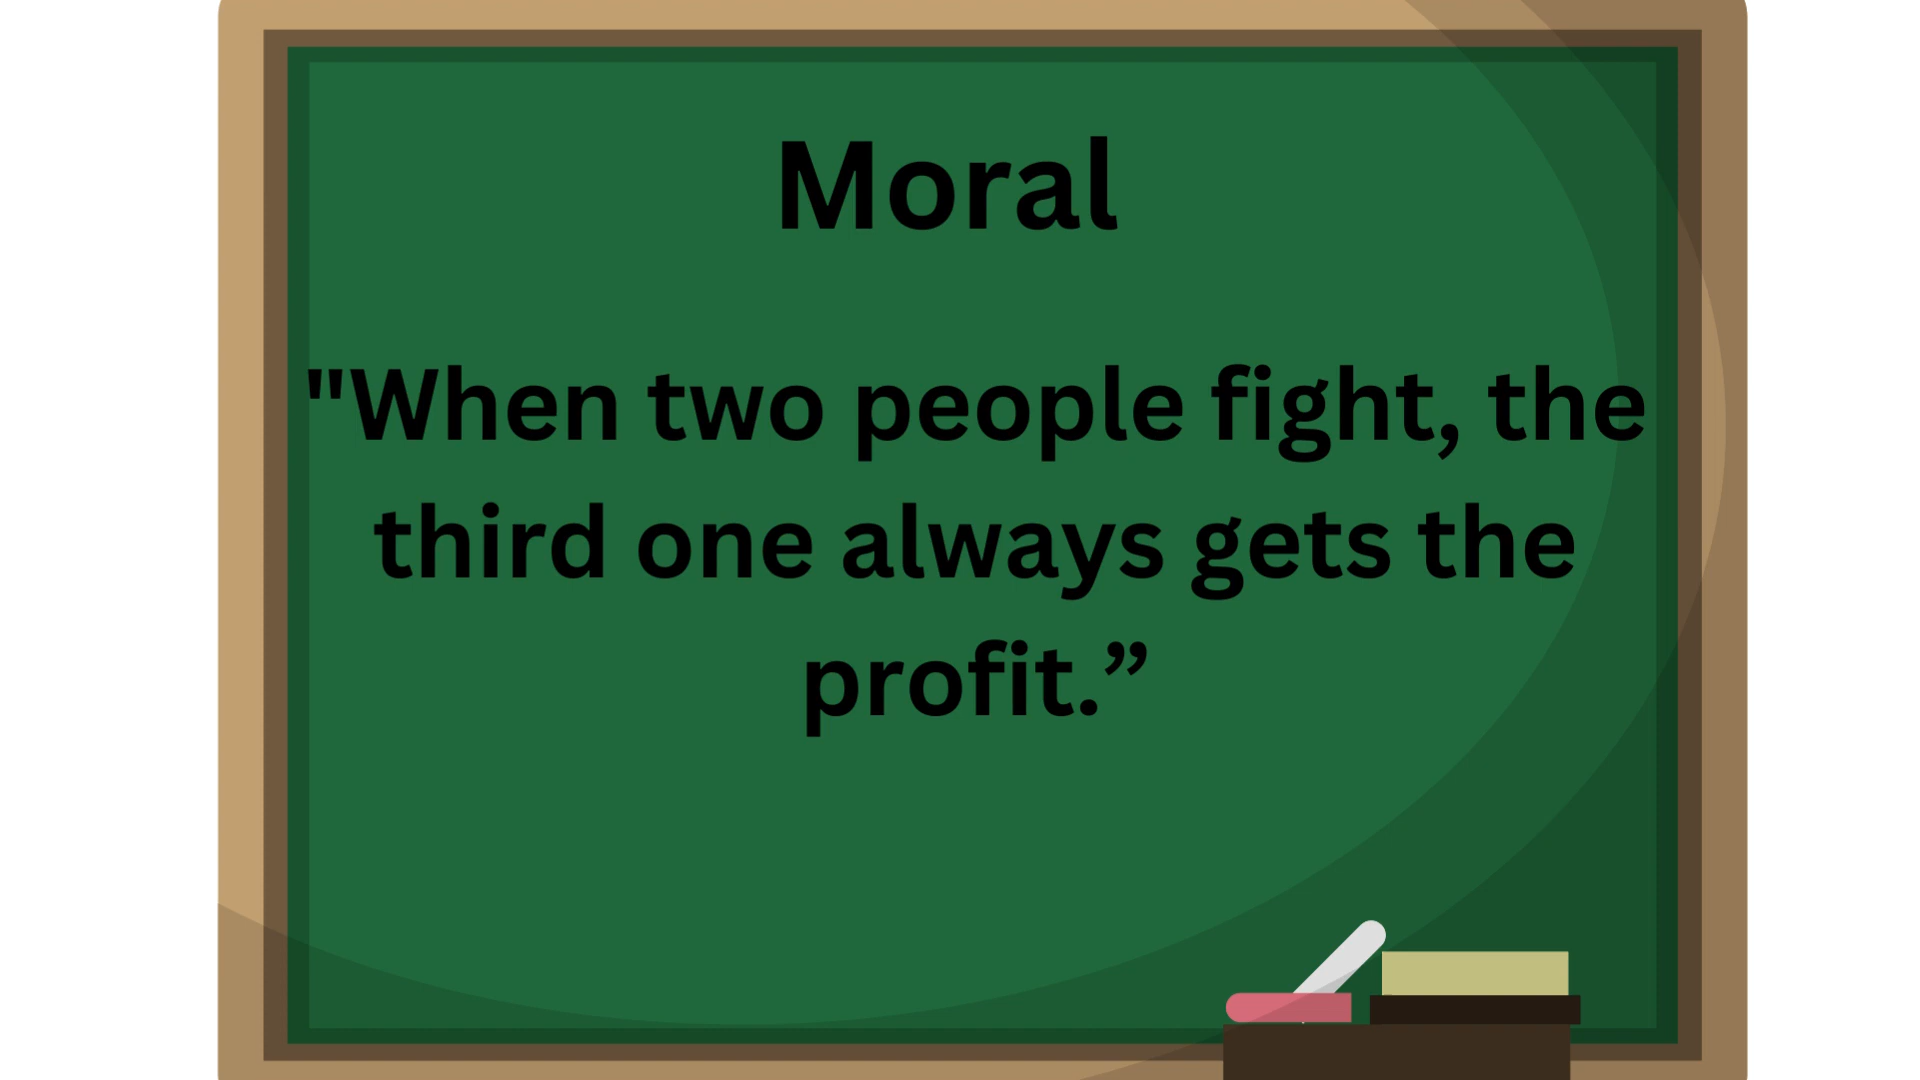 Moral
"When two people fight, the
third one always gets the
profit.”